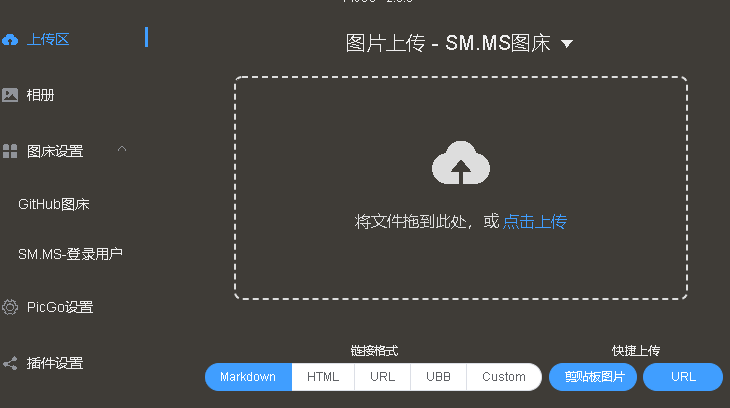 上传区
相册
图床设置
GitHub图床
SM.MS-登录用户
PicGo设置
插件设置
图片上传 - SM.MS图床
将文件拖到此处，或 点击上传
链接格式
Markdown HTML URL UBB Custom
快捷上传
剪贴板图片 URL